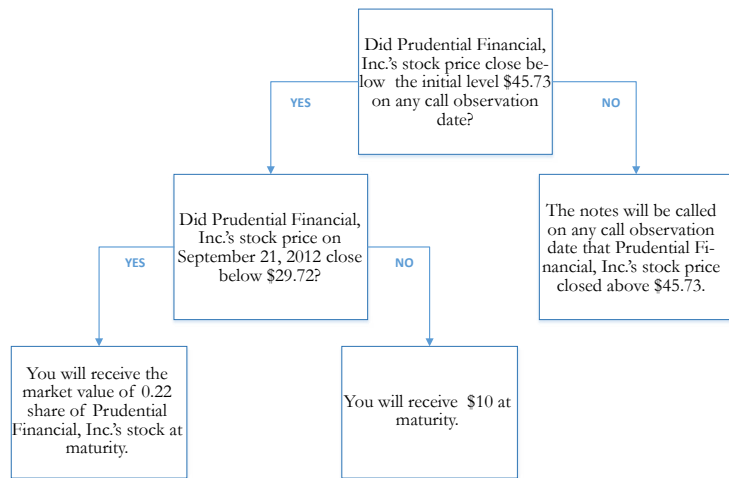 Did Prudential Financial,
Inc.'s stock price close be-
low the initial level $45.73
on any call observation
date?
YES
NO
Did Prudential Financial,
Inc.'s stock price on
September 21, 2012 close
below $29.72?
The notes will be called
on any call observation
date that Prudential Fi-
nancial, Inc.'s stock price
closed above $45.73.
YES
NO
You will receive the
market value of 0.22
share of Prudential
Financial, Inc.'s stock at
maturity.
You will receive $10 at
maturity.